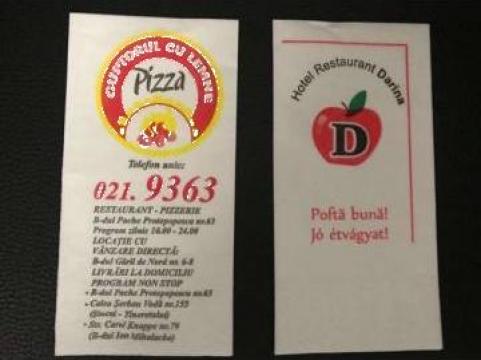 CUPTORUL CU LEMNE
Pizza
Telefon unic:
021. 9363
RESTAURANT - PIZZERIE
B-dul Pache Protopopescu nr.63
Program zilnic 10.00 - 24.00
LOCAȚIE CU
VÂNZARE DIRECTĂ:
B-dul Gării de Nord nr. 6-8
LIVRĂRI LA DOMICILIU
PROGRAM NON STOP
- B-dul Pache Protopopescu nr.63
- Calea Șerban Vodă nr.155
(Șincai - Tineretului)
- Str. Carol Knappe nr.79
(B-dul Ion Mihalache)
Hotel Restaurant Darina
D
Poftă bună!
Jó étvágyat!